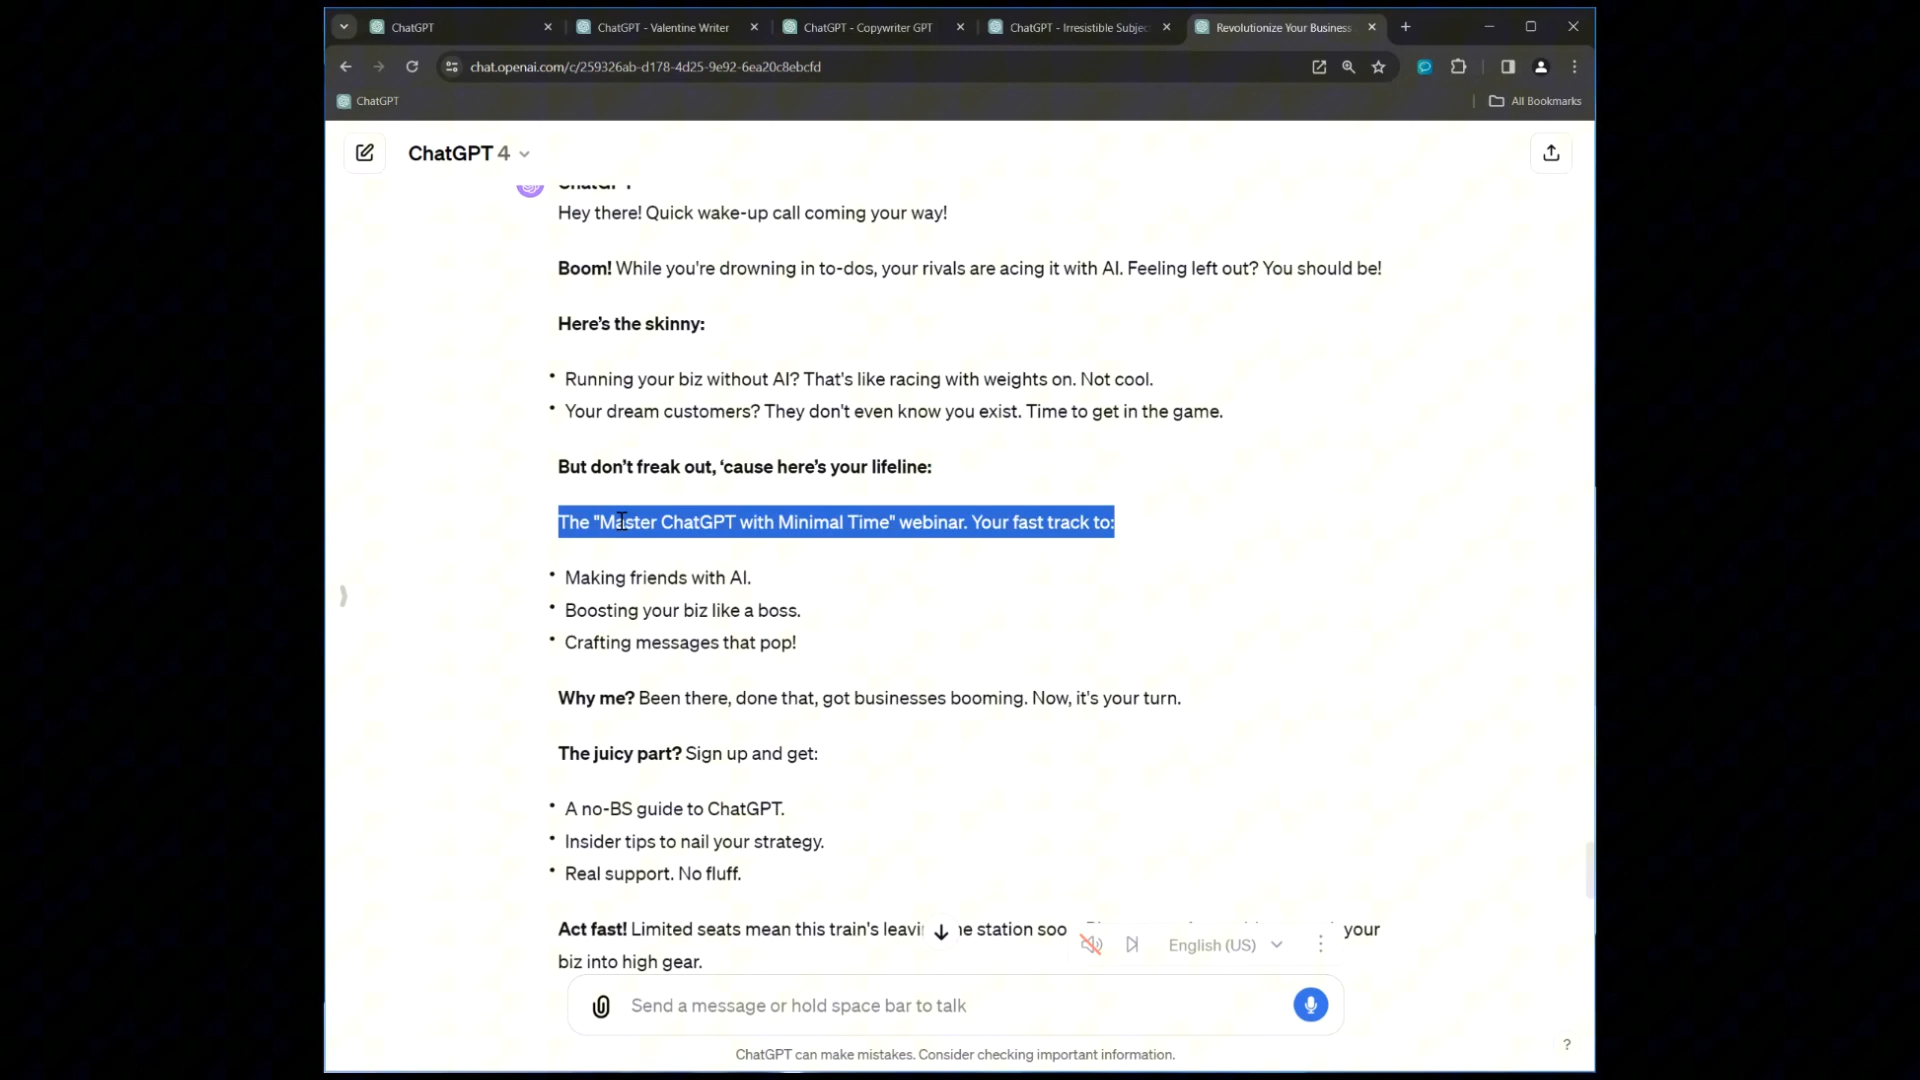 ChatGPT
ChatGPT - Valentine Writer
ChatGPT - Copywriter GPT
ChatGPT - Irresistible Subjec
Revolutionize Your Business
chat.openai.com/c/259326ab-d178-4d25-9e92-6ea20c8ebcfd
ChatGPT
All Bookmarks
ChatGPT 4
ChatGPT
Hey there! Quick wake-up call coming your way!
Boom! While you're drowning in to-dos, your rivals are acing it with AI. Feeling left out? You should be!
Here’s the skinny:
• Running your biz without AI? That's like racing with weights on. Not cool.
• Your dream customers? They don't even know you exist. Time to get in the game.
But don’t freak out, ‘cause here’s your lifeline:
The "Master ChatGPT with Minimal Time" webinar. Your fast track to:
• Making friends with AI.
• Boosting your biz like a boss.
• Crafting messages that pop!
Why me? Been there, done that, got businesses booming. Now, it's your turn.
The juicy part? Sign up and get:
• A no-BS guide to ChatGPT.
• Insider tips to nail your strategy.
• Real support. No fluff.
Act fast! Limited seats mean this train's leavi he station soo your
biz into high gear.
English (US)
Send a message or hold space bar to talk
ChatGPT can make mistakes. Consider checking important information.
?